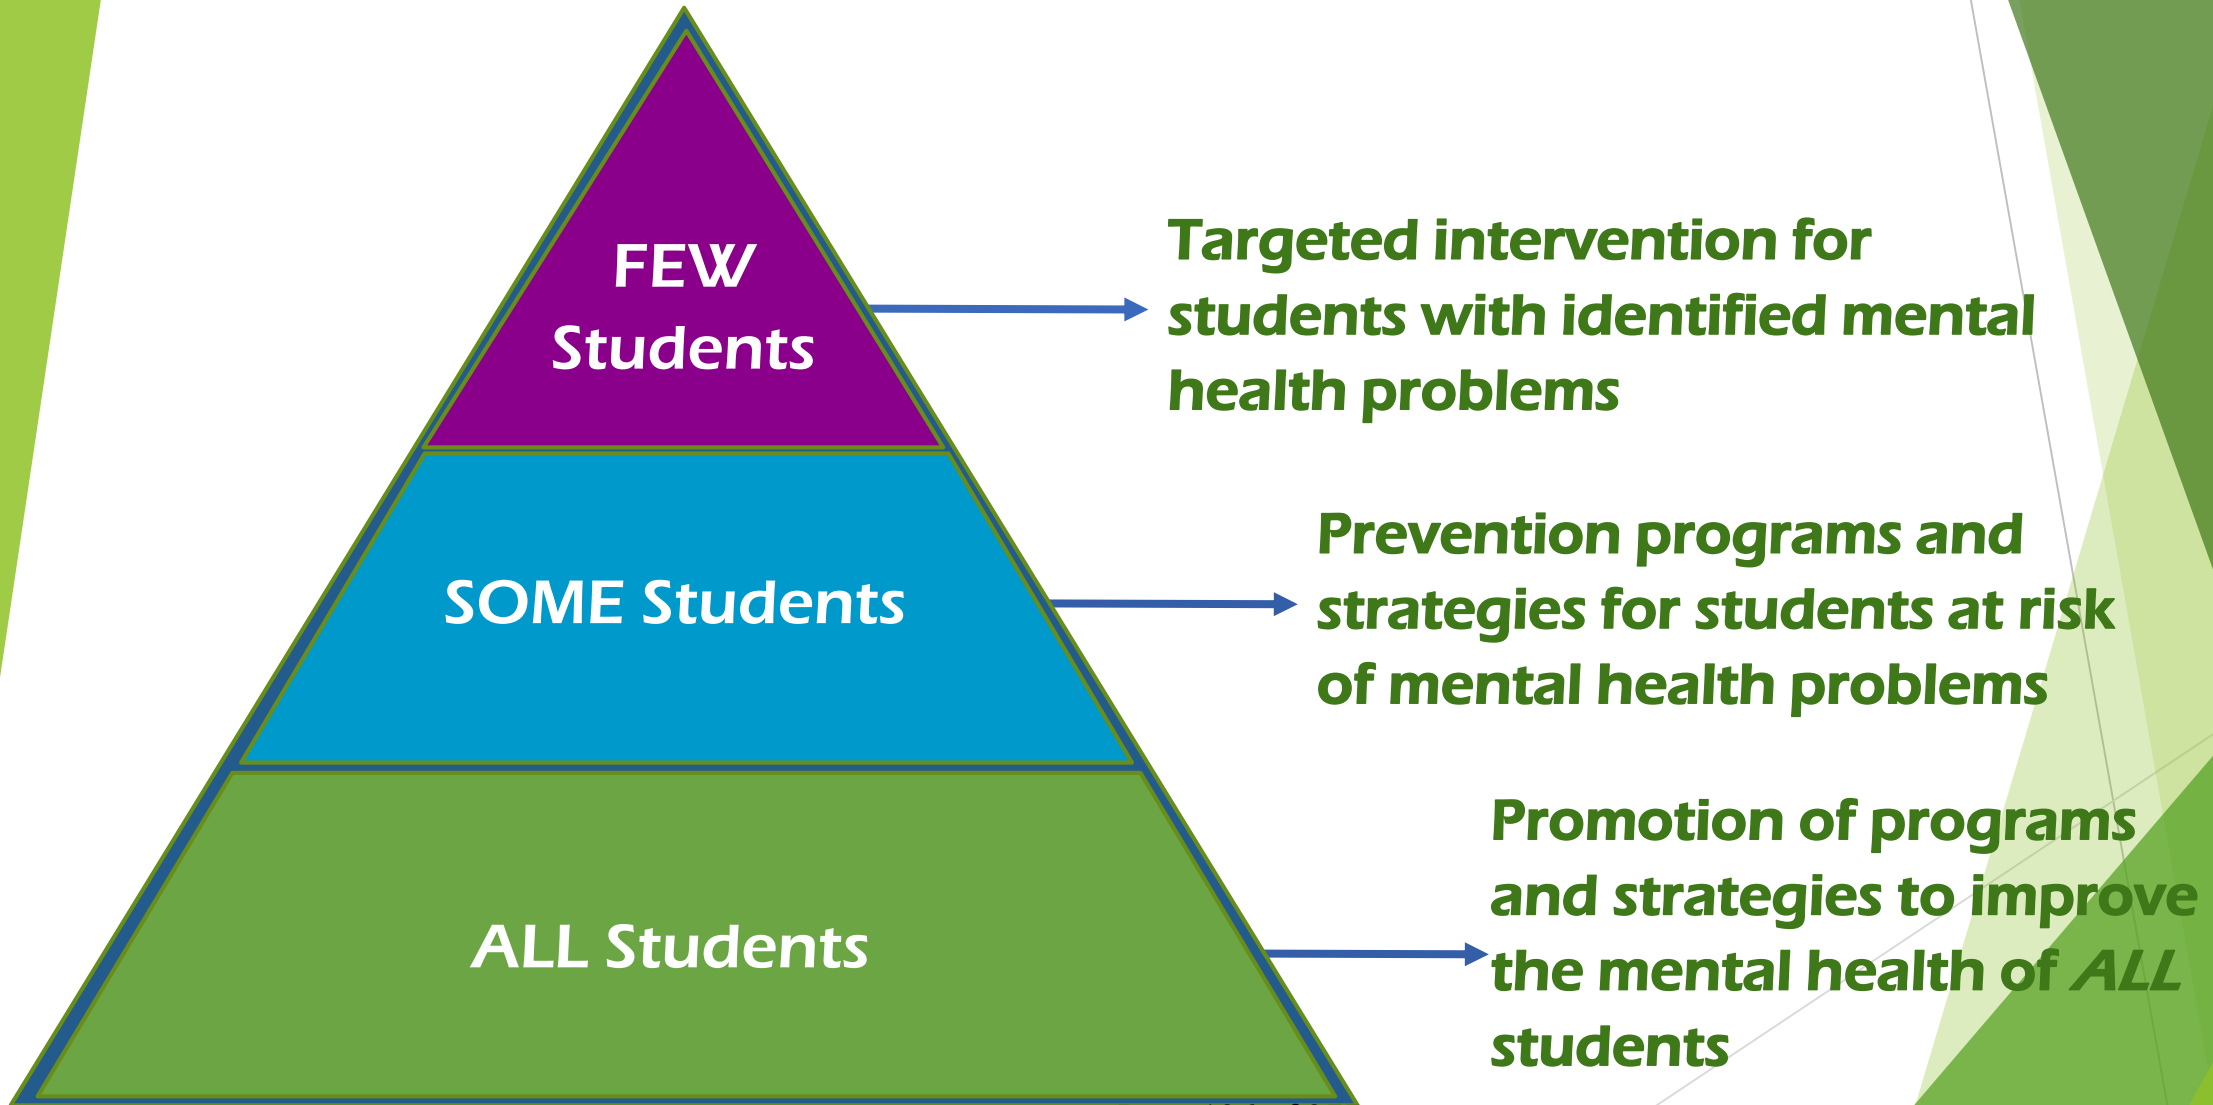 FEW
Students
Targeted intervention for
students with identified mental
health problems
SOME Students
Prevention programs and
strategies for students at risk
of mental health problems
ALL Students
Promotion of programs
and strategies to improve
the mental health of ALL
students